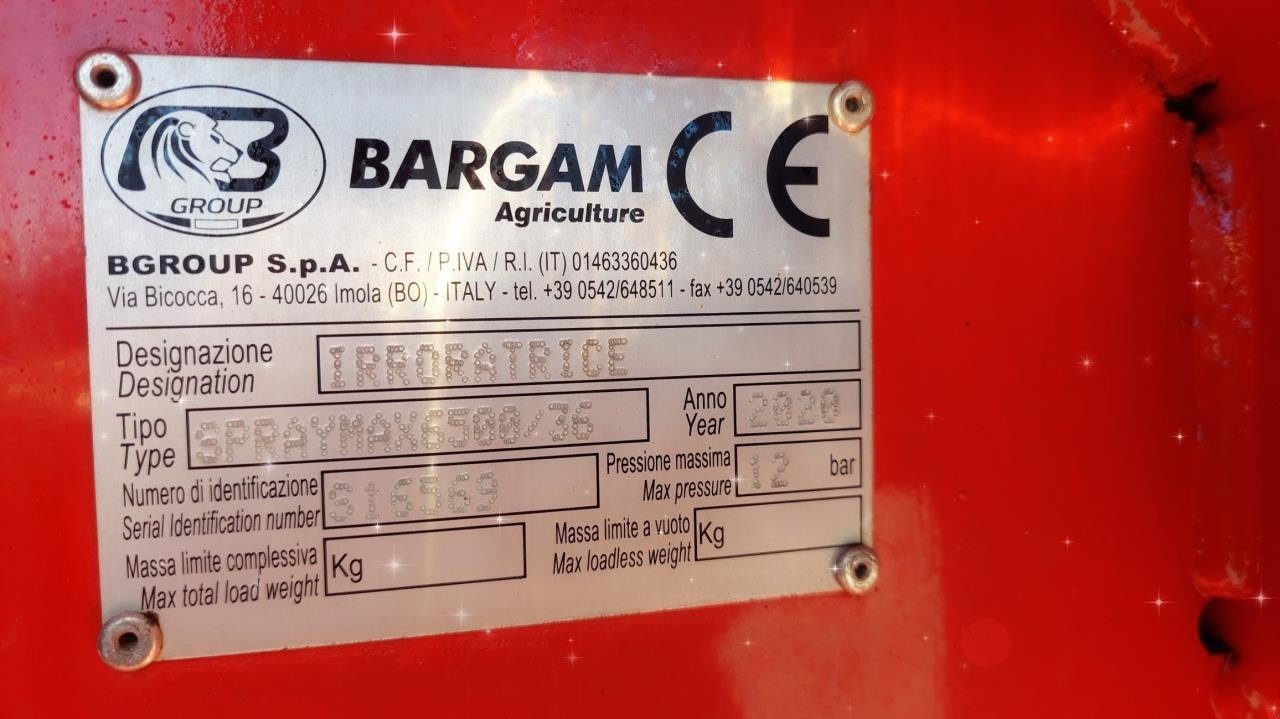 B
GROUP
BARGAM CE
Agriculture
BGROUP S.p.A. - C.F. / P.IVA / R.I. (IT) 01463360436
Via Bicocca, 16 - 40026 Imola (BO) - ITALY - tel. +39 0542/648511 - fax +39 0542/640539
Designazione
Designation
IRRORATRICE
Tipo
Type
SPRAYMAX6500/36
Anno
Year
2020
Numero di identificazione
Serial Identification number
Pressione massima
Max pressure
12 bar
Massa limite complessiva
Max total load weight
Kg
Massa limite a vuoto
Max loadless weight
Kg